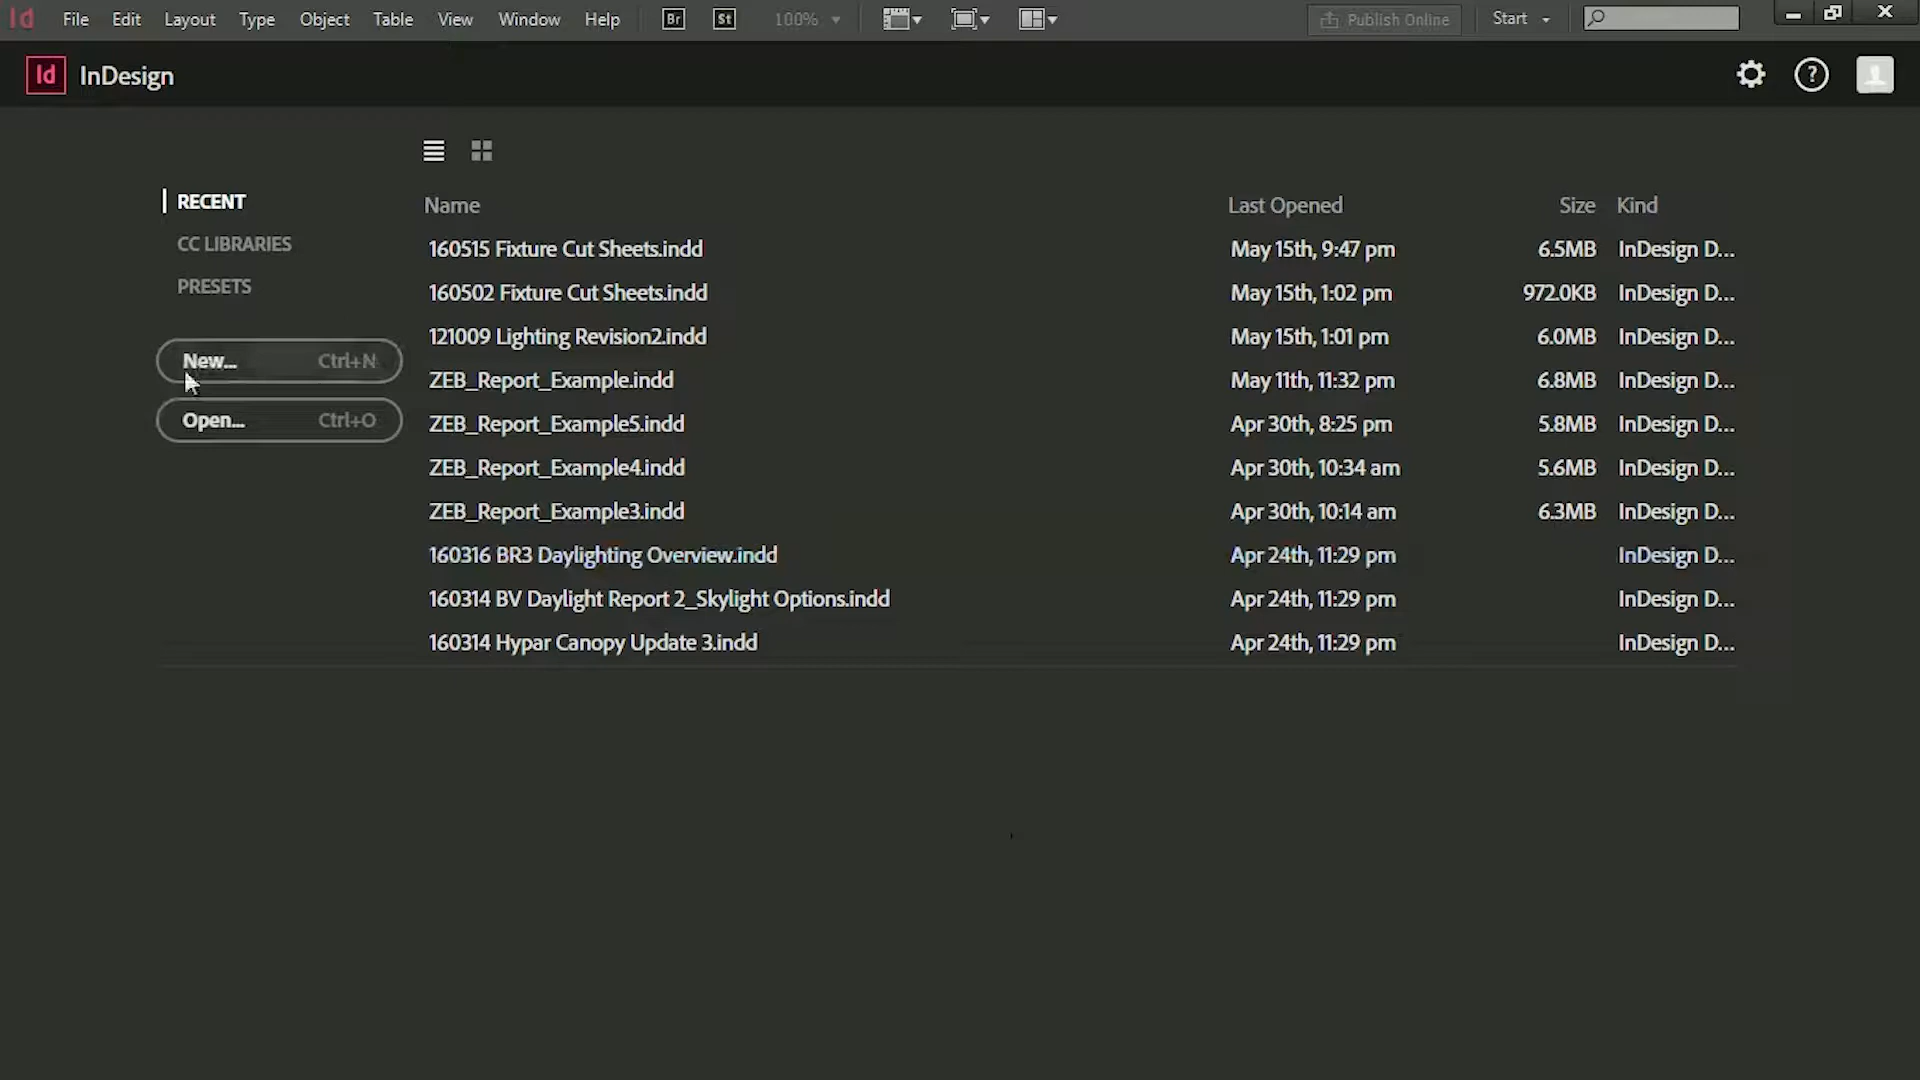 Id File Edit Layout Type Object Table View Window Help Br St 100% Publish Online Start
Id InDesign ?
RECENT
CC LIBRARIES
PRESETS
New... Ctrl+N
Open... Ctrl+O
Name Last Opened Size Kind
160515 Fixture Cut Sheets.indd May 15th, 9:47 pm 6.5MB InDesign D...
160502 Fixture Cut Sheets.indd May 15th, 1:02 pm 972.0KB InDesign D...
121009 Lighting Revision2.indd May 15th, 1:01 pm 6.0MB InDesign D...
ZEB_Report_Example.indd May 11th, 11:32 pm 6.8MB InDesign D...
ZEB_Report_Example5.indd Apr 30th, 8:25 pm 5.8MB InDesign D...
ZEB_Report_Example4.indd Apr 30th, 10:34 am 5.6MB InDesign D...
ZEB_Report_Example3.indd Apr 30th, 10:14 am 6.3MB InDesign D...
160316 BR3 Daylighting Overview.indd Apr 24th, 11:29 pm InDesign D...
160314 BV Daylight Report 2_Skylight Options.indd Apr 24th, 11:29 pm InDesign D...
160314 Hypar Canopy Update 3.indd Apr 24th, 11:29 pm InDesign D...